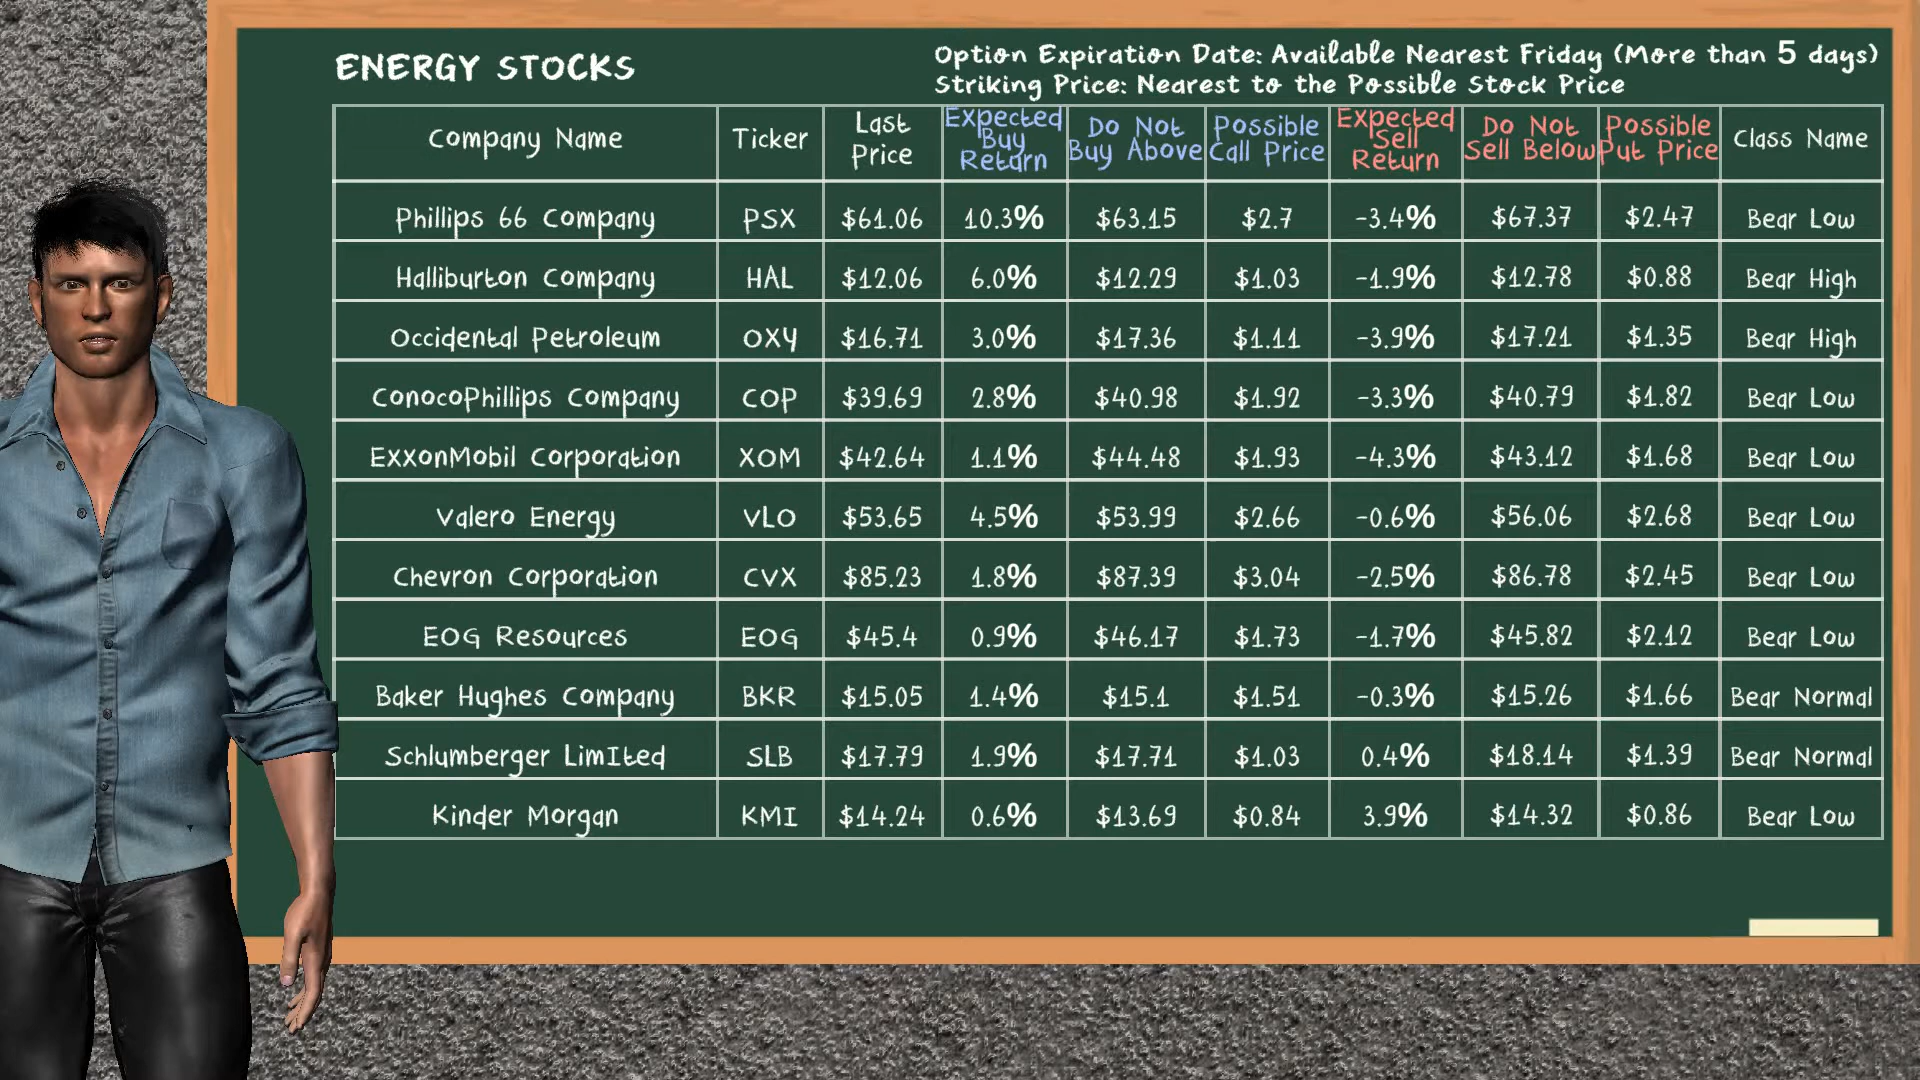 ENERGY STOCKS
Option Expiration Date: Available Nearest Friday (More than 5 days)
Striking Price: Nearest to the Possible Stock Price
Company Name Ticker Last Price Expected Buy Return Do Not Buy Above Possible Call Price Expected Sell Return Do Not Sell Below Possible Put Price Class Name
Phillips 66 Company PSX $61.06 10.3% $63.15 $2.7 -3.4% $67.37 $2.47 Bear Low
Halliburton Company HAL $12.06 6.0% $12.29 $1.03 -1.9% $12.78 $0.88 Bear High
Occidental Petroleum OXY $16.71 3.0% $17.36 $1.11 -3.9% $17.21 $1.35 Bear High
ConocoPhillips Company COP $39.69 2.8% $40.98 $1.92 -3.3% $40.79 $1.82 Bear Low
ExxonMobil Corporation XOM $42.64 1.1% $44.48 $1.93 -4.3% $43.12 $1.68 Bear Low
Valero Energy VLO $53.65 4.5% $53.99 $2.66 -0.6% $56.06 $2.68 Bear Low
Chevron Corporation CVX $85.23 1.8% $87.39 $3.04 -2.5% $86.78 $2.45 Bear Low
EOG Resources EOG $45.4 0.9% $46.17 $1.73 -1.7% $45.82 $2.12 Bear Low
Baker Hughes Company BKR $15.05 1.4% $15.1 $1.51 -0.3% $15.26 $1.66 Bear Normal
Schlumberger LimIted SLB $17.79 1.9% $17.71 $1.03 0.4% $18.14 $1.39 Bear Normal
Kinder Morgan KMI $14.24 0.6% $13.69 $0.84 3.9% $14.32 $0.86 Bear Low